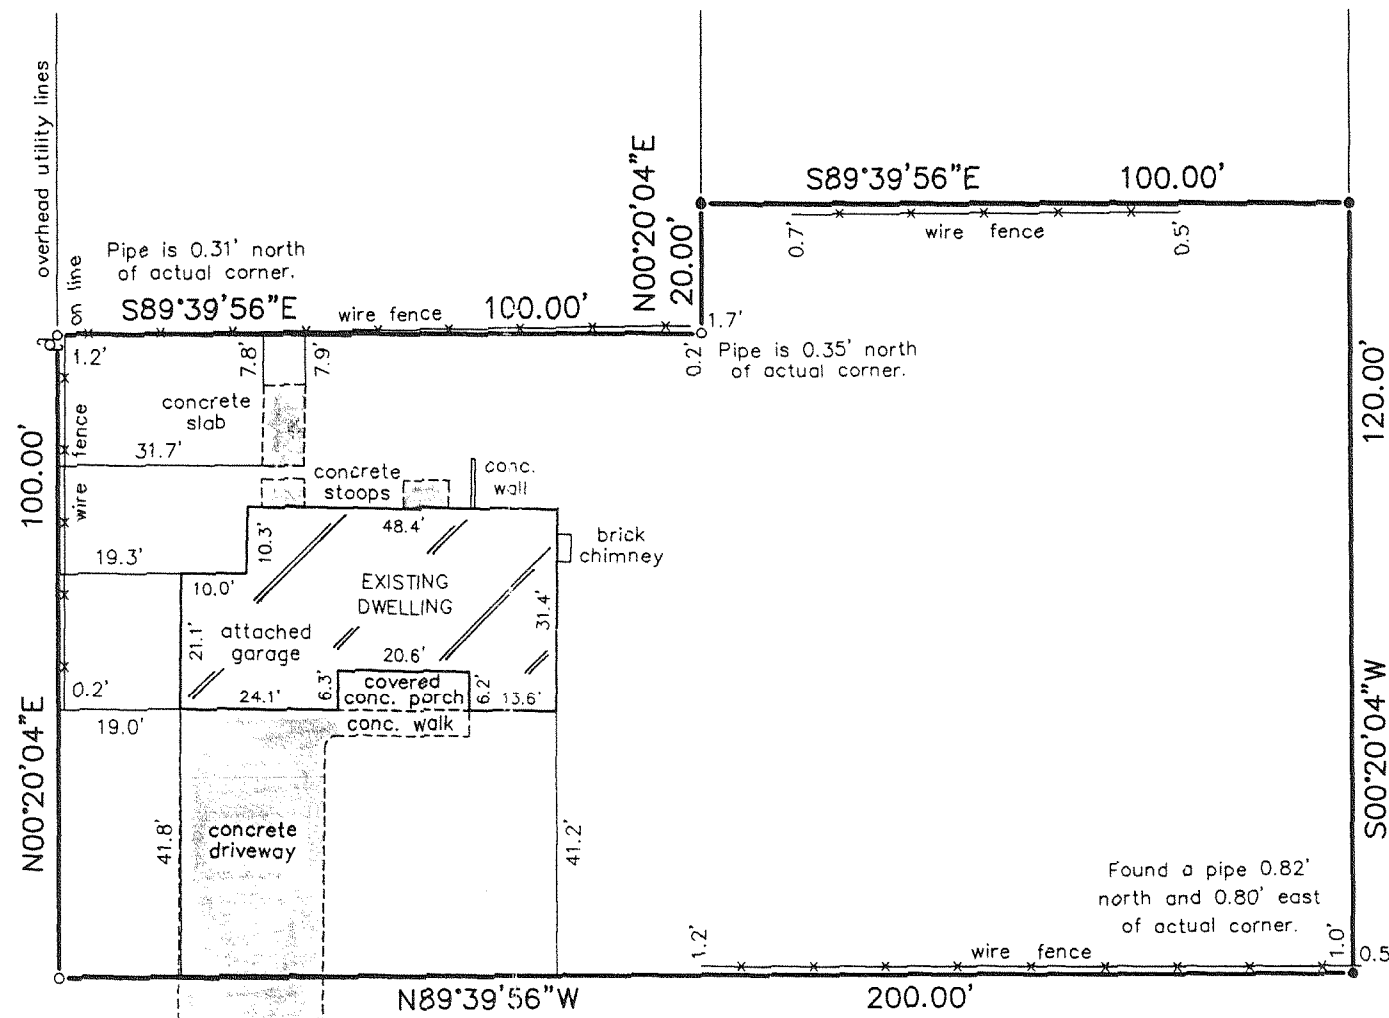 overhead utility lines
Pipe is 0.31' north
of actual corner.
on line
S89°39'56"E
wire fence
100.00'
N00°20'04"E
20.00'
S89°39'56"E
100.00'
0.7'
wire fence
0.5'
1.7'
0.2'
Pipe is 0.35' north
of actual corner.
1.2'
7.8'
7.9'
concrete
slab
wire fence
31.7'
100.00'
N00°20'04"E
120.00'
S00°20'04"W
concrete
stoops
conc.
wall
48.4'
brick
chimney
10.3'
19.3'
10.0'
EXISTING
DWELLING
31.4'
attached
garage
21.1'
20.6'
0.2'
24.1'
6.3'
covered
conc. porch
6.2'
13.6'
19.0'
conc. walk
41.8'
concrete
driveway
41.2'
Found a pipe 0.82'
north and 0.80' east
of actual corner.
1.2'
wire fence
1.0'
0.5
N89°39'56"W
200.00'